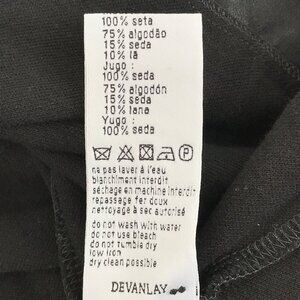 100% seta
75% algodão
15% seda
10% lã
Jugo :
100% seda
75% algodón
15% seda
10% lana
Yugo :
100% seda
P
ne pas laver à l'eau
blanchiment interdit
séchage en machine interdit
repassage fer doux
nettoyage à sec autorisé
do not wash with water
do not use bleach
do not tumble dry
low iron
dry clean possible
DEVANLAY